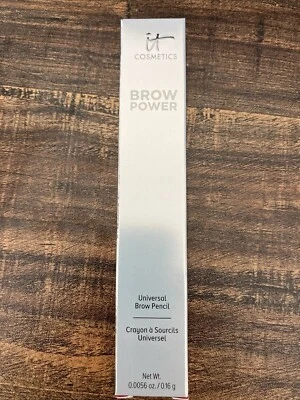 it
COSMETICS
BROW
POWER
Universal
Brow Pencil
Crayon à Sourcils
Universel
Net Wt.
0.0056 oz. / 0.16 g